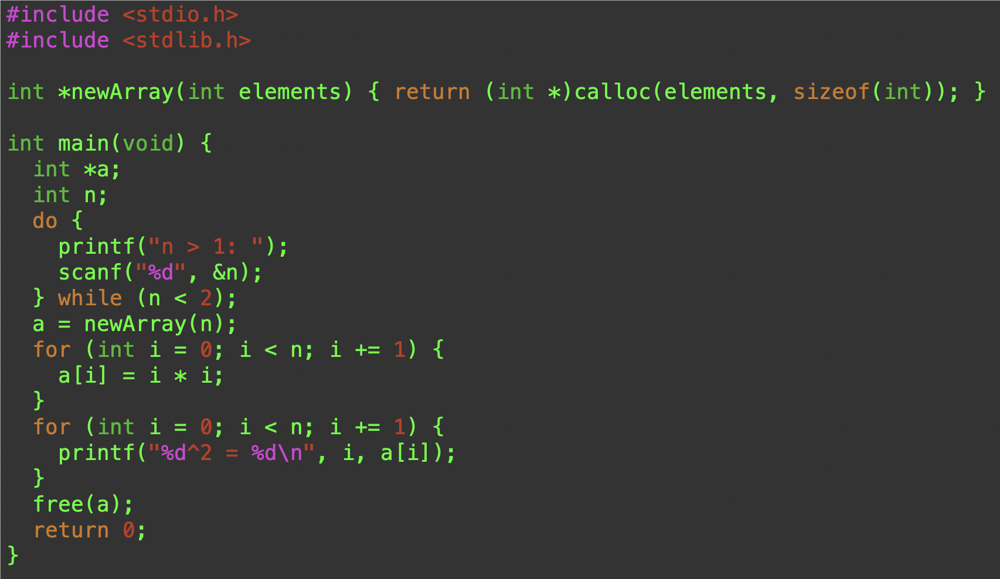 #include <stdio.h>
#include <stdlib.h>

int *newArray(int elements) { return (int *)calloc(elements, sizeof(int)); }

int main(void) {
  int *a;
  int n;
  do {
    printf("n > 1: ");
    scanf("%d", &n);
  } while (n < 2);
  a = newArray(n);
  for (int i = 0; i < n; i += 1) {
    a[i] = i * i;
  }
  for (int i = 0; i < n; i += 1) {
    printf("%d^2 = %d\n", i, a[i]);
  }
  free(a);
  return 0;
}